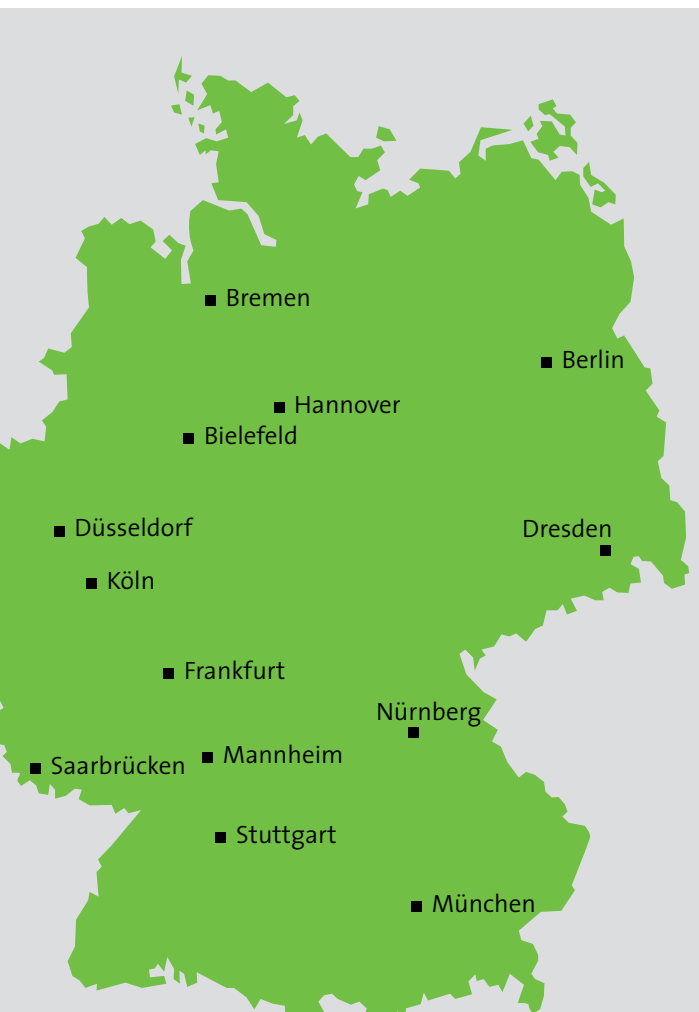 Bremen
Berlin
Hannover
Bielefeld
Düsseldorf
Dresden
Köln
Frankfurt
Nürnberg
Mannheim
Saarbrücken
Stuttgart
München